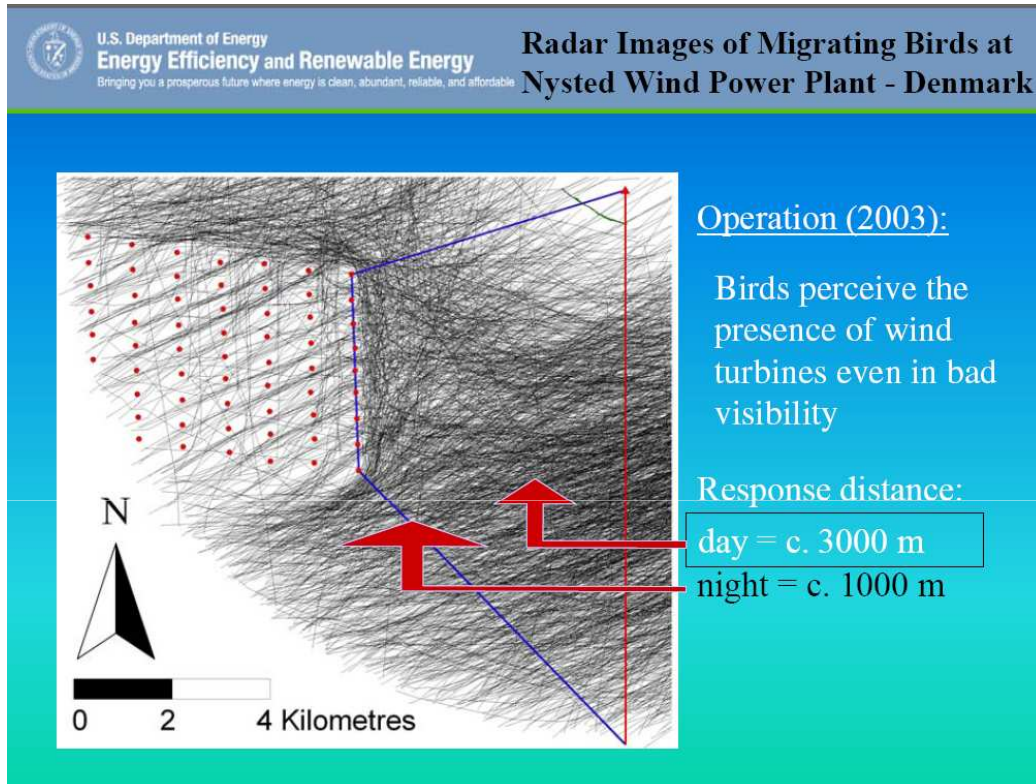 U.S. Department of Energy
Energy Efficiency and Renewable Energy
Bringing you a prosperous future where energy is clean, abundant, reliable, and affordable
Radar Images of Migrating Birds at
Nysted Wind Power Plant - Denmark
Operation (2003):
Birds perceive the
presence of wind
turbines even in bad
visibility
Response distance:
day = c. 3000 m
night = c. 1000 m
N
0 2 4 Kilometres